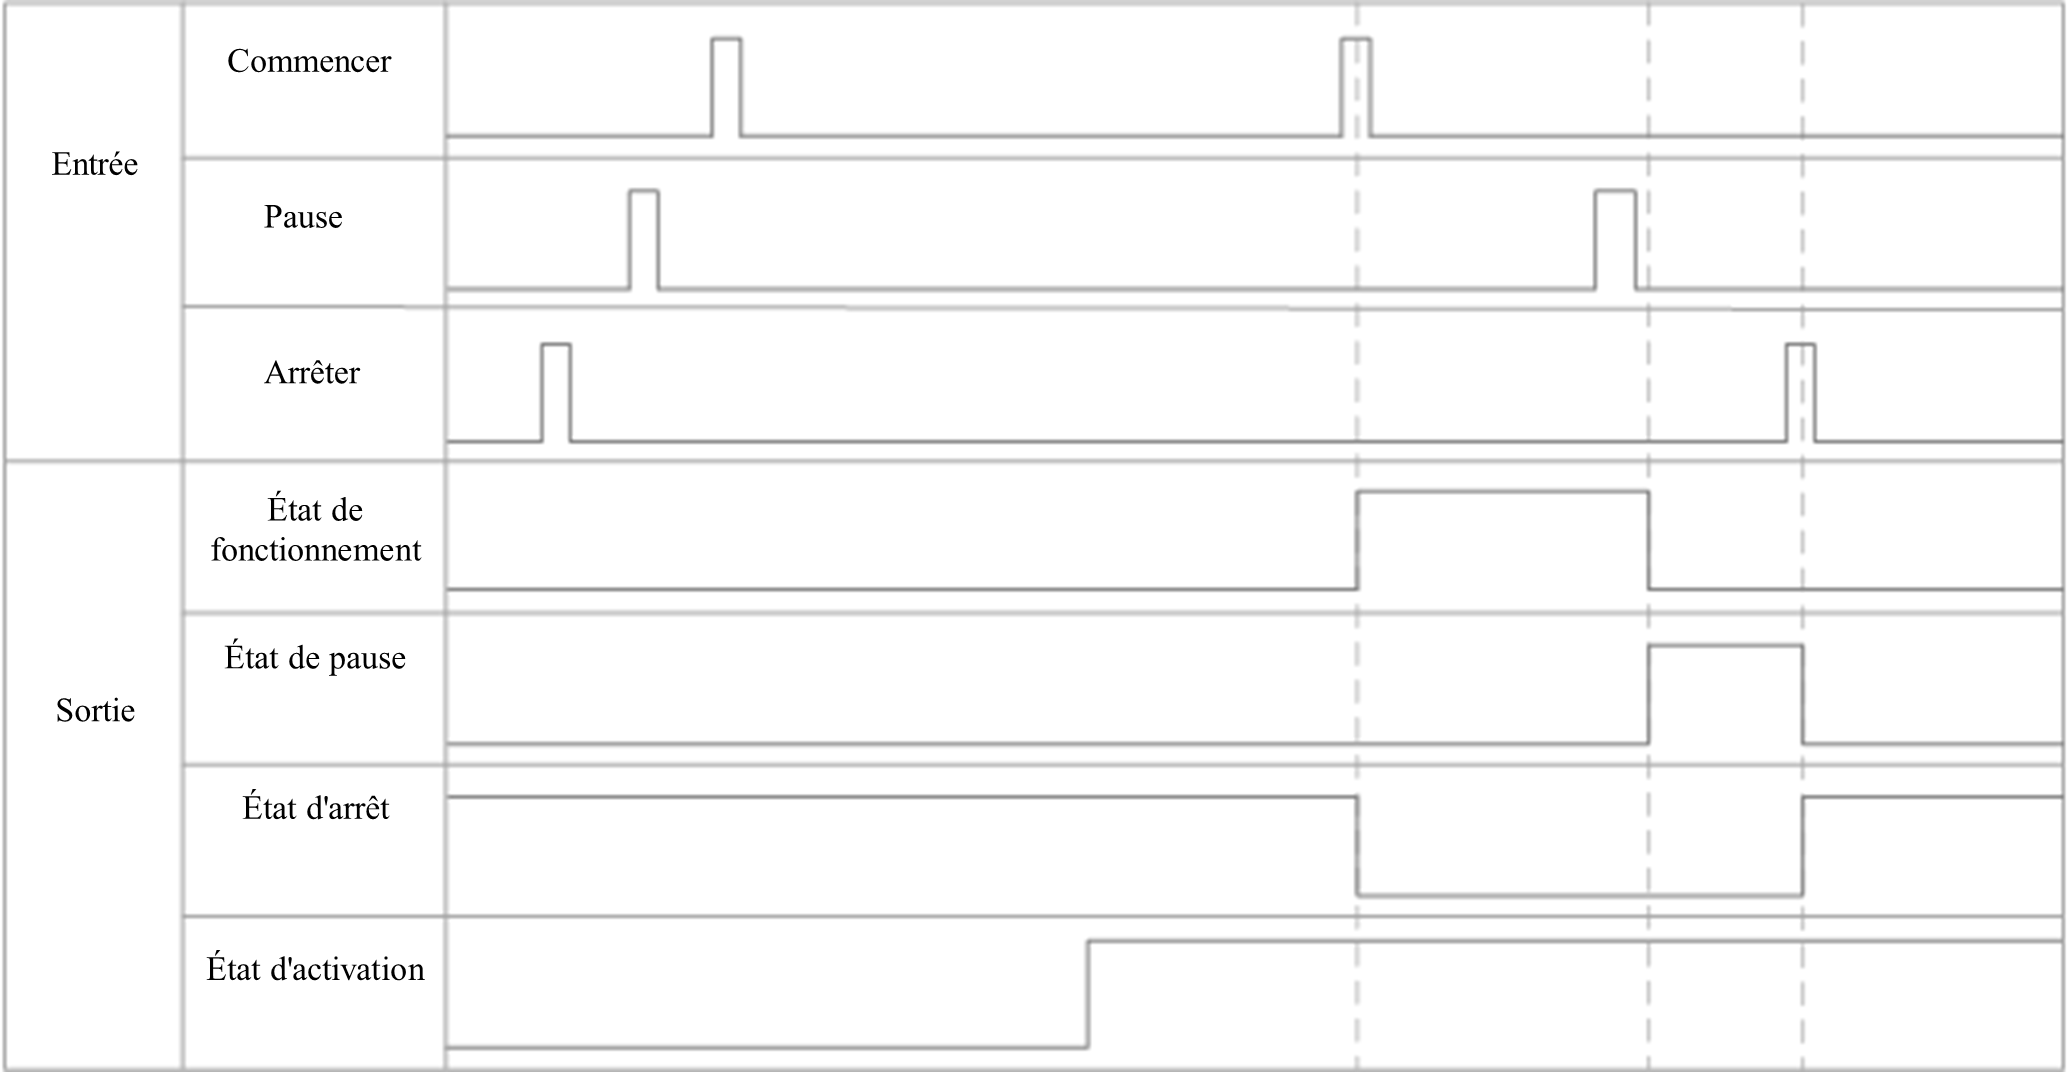 Entrée
Commencer
Pause
Arrêter
Sortie
État de
fonctionnement
État de pause
État d'arrêt
État d'activation